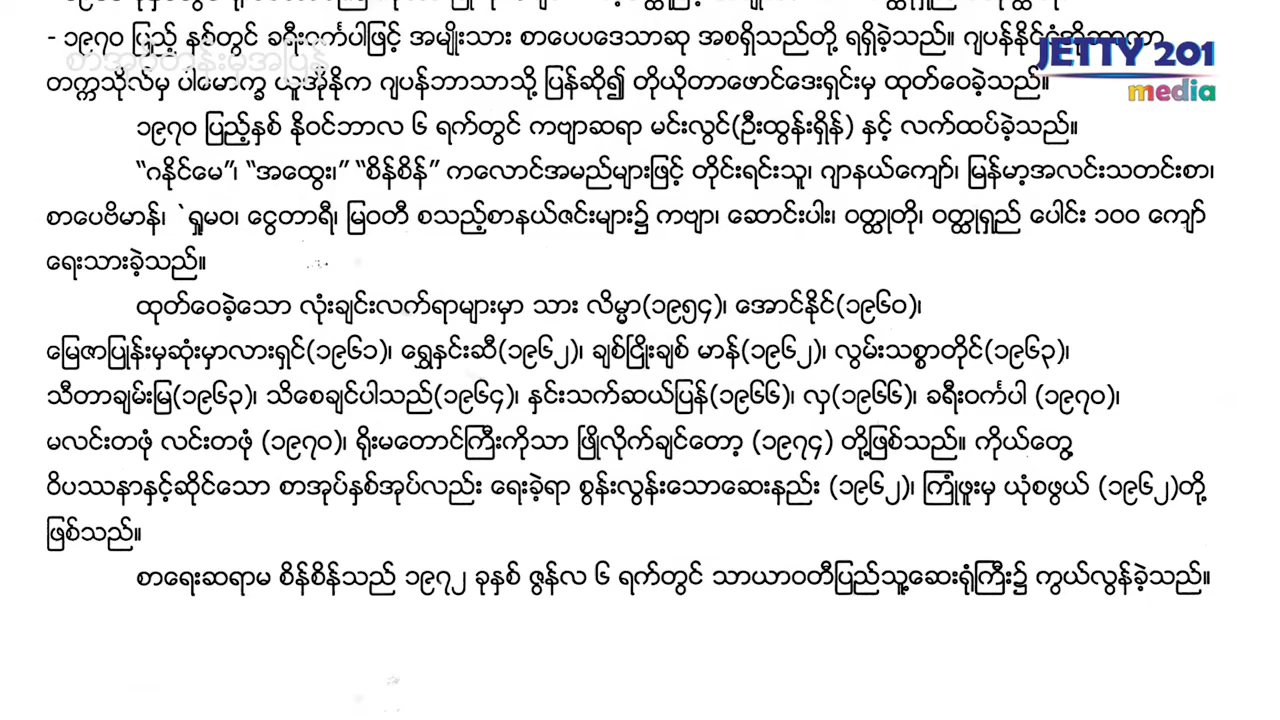 - ၁၉၇၀ ပြည့် နှစ်တွင် ခရီးဝင်္ကပါဖြင့် အမျိုးသား စာပေပဒေသာဆု အစရှိသည်တို့ ရရှိခဲ့သည်။ ဂျပန်နိုင်ငံ
JETTY 201
media
စာအုပ်တန်းမှအပြန်
တက္ကသိုလ်မှ ပါမောက္ခ ယူအိုနိုက ဂျပန်ဘာသာသို့ ပြန်ဆို၍ တိုယိုတာဖောင်ဒေးရှင်းမှ ထုတ်ဝေခဲ့သည်။
၁၉၇၀ ပြည့်နှစ် နိုဝင်ဘာလ ၆ ရက်တွင် ကဗျာဆရာ မင်းလွင်(ဦးထွန်းရှိန်) နှင့် လက်ထပ်ခဲ့သည်။
“ဂနိုင်မေ”၊ “အထွေး၊” “စိန်စိန်” ကလောင်အမည်များဖြင့် တိုင်းရင်းသူ၊ ဂျာနယ်ကျော်၊ မြန်မာ့အလင်းသတင်းစာ၊
စာပေဗိမာန်၊ `ရှုမဝ၊ ငွေတာရီ၊ မြဝတီ စသည့်စာနယ်ဇင်းများ၌ ကဗျာ၊ ဆောင်းပါး၊ ဝတ္ထုတို၊ ဝတ္ထုရှည် ပေါင်း ၁၀၀ ကျော်
ရေးသားခဲ့သည်။
ထုတ်ဝေခဲ့သော လုံးချင်းလက်ရာများမှာ သား လိမ္မာ(၁၉၅၄)၊ အောင်နိုင်(၁၉၆၀)၊
မြေဇာပြုန်းမှဆုံးမှာလားရှင်(၁၉၆၁)၊ ရွှေနှင်းဆီ(၁၉၆၂)၊ ချစ်ငြိုးချစ် မာန်(၁၉၆၂)၊ လွမ်းသစ္စာတိုင်(၁၉၆၃)၊
သီတာချမ်းမြ(၁၉၆၃)၊ သိစေချင်ပါသည်(၁၉၆၄)၊ နှင်းသက်ဆယ်ပြန်(၁၉၆၆)၊ လှ(၁၉၆၆)၊ ခရီးဝင်္ကပါ (၁၉၇၀)၊
မလင်းတဖုံ လင်းတဖုံ (၁၉၇၀)၊ ရိုးမတောင်ကြီးကိုသာ ဖြိုလိုက်ချင်တော့ (၁၉၇၄) တို့ဖြစ်သည်။ ကိုယ်တွေ့
ဝိပဿနာနှင့်ဆိုင်သော စာအုပ်နှစ်အုပ်လည်း ရေးခဲ့ရာ စွန်းလွန်းသောဆေးနည်း (၁၉၆၂)၊ ကြုံဖူးမှ ယုံစဖွယ် (၁၉၆၂)တို့
ဖြစ်သည်။
စာရေးဆရာမ စိန်စိန်သည် ၁၉၇၂ ခုနှစ် ဇွန်လ ၆ ရက်တွင် သာယာဝတီပြည်သူ့ဆေးရုံကြီး၌ ကွယ်လွန်ခဲ့သည်။